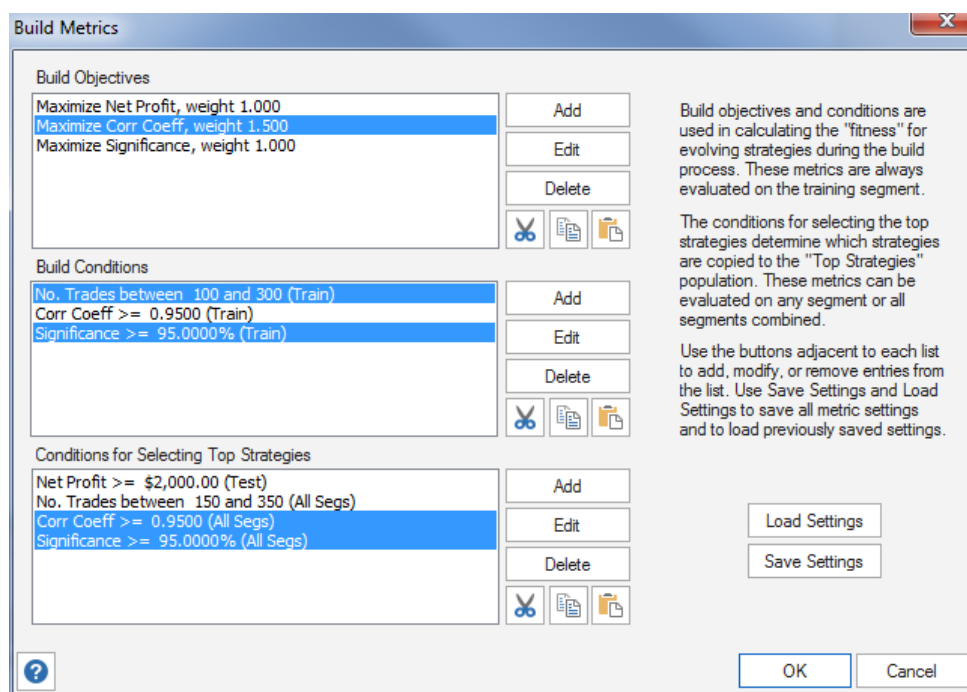 Build Metrics
X
Build Objectives
Maximize Net Profit, weight 1.000
Maximize Corr Coeff, weight 1.500
Maximize Significance, weight 1.000
Add
Edit
Delete
Build Conditions
No. Trades between  100 and 300 (Train)
Corr Coeff >=  0.9500 (Train)
Significance >=  95.0000% (Train)
Add
Edit
Delete
Conditions for Selecting Top Strategies
Net Profit >=  $2,000.00 (Test)
No. Trades between  150 and 350 (All Segs)
Corr Coeff >=  0.9500 (All Segs)
Significance >=  95.0000% (All Segs)
Add
Edit
Delete
Build objectives and conditions are
used in calculating the "fitness" for
evolving strategies during the build
process. These metrics are always
evaluated on the training segment.
The conditions for selecting the top
strategies determine which strategies
are copied to the "Top Strategies"
population. These metrics can be
evaluated on any segment or all
segments combined.
Use the buttons adjacent to each list
to add, modify, or remove entries from
the list. Use Save Settings and Load
Settings to save all metric settings
and to load previously saved settings.
Load Settings
Save Settings
?
OK
Cancel